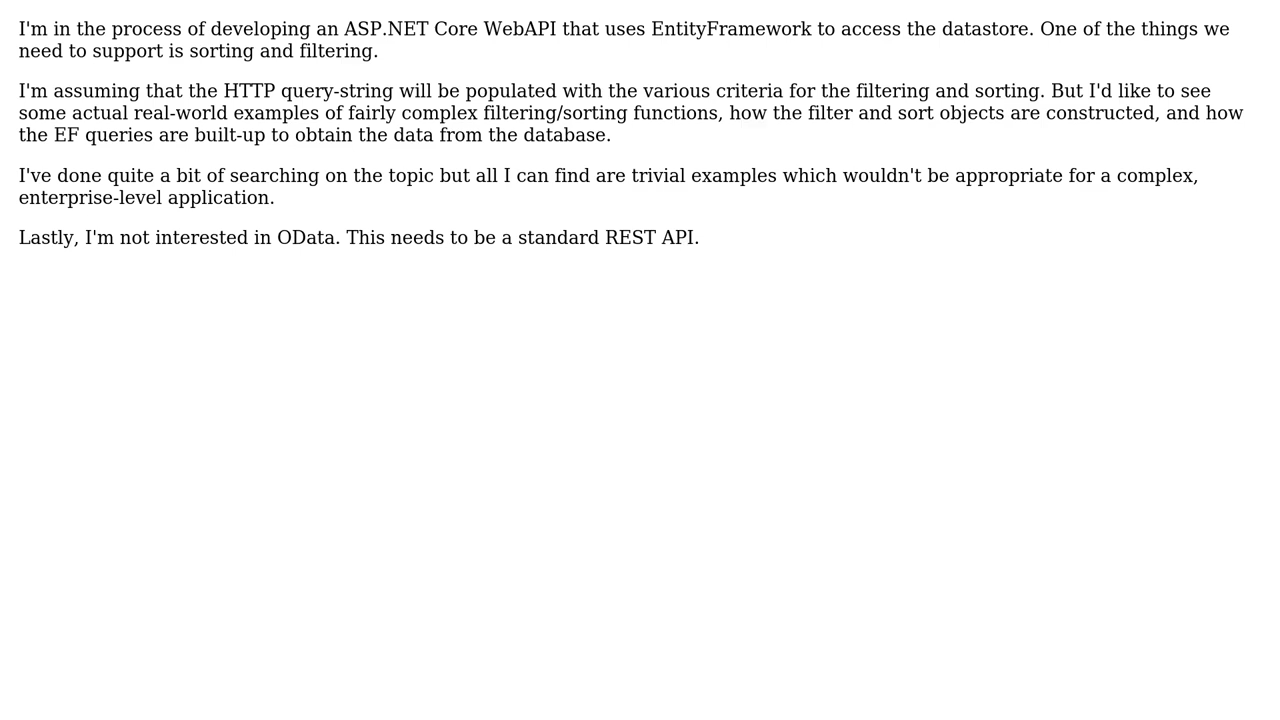 I'm in the process of developing an ASP.NET Core WebAPI that uses EntityFramework to access the datastore. One of the things we
need to support is sorting and filtering.
I'm assuming that the HTTP query-string will be populated with the various criteria for the filtering and sorting. But I'd like to see
some actual real-world examples of fairly complex filtering/sorting functions, how the filter and sort objects are constructed, and how
the EF queries are built-up to obtain the data from the database.
I've done quite a bit of searching on the topic but all I can find are trivial examples which wouldn't be appropriate for a complex,
enterprise-level application.
Lastly, I'm not interested in OData. This needs to be a standard REST API.